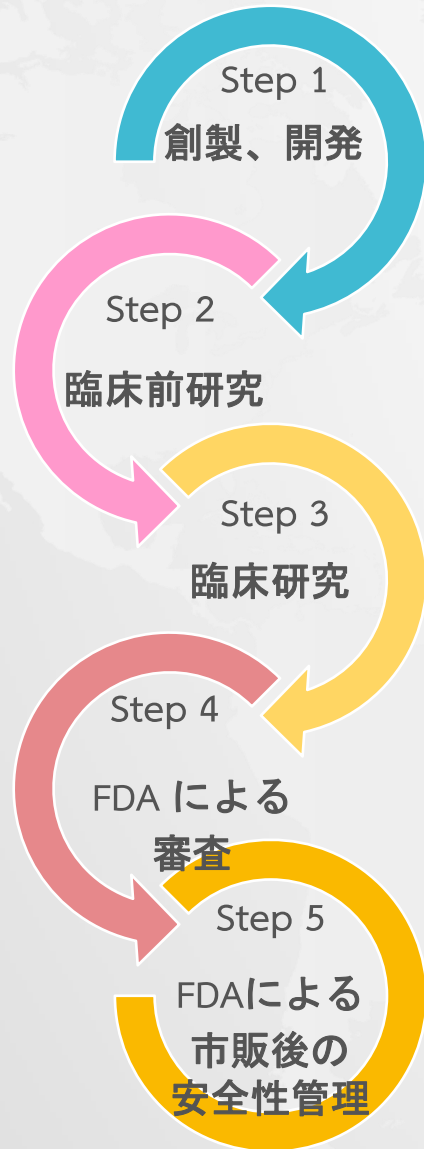 Step 1
創製、開発
Step 2
臨床前研究
Step 3
臨床研究
Step 4
FDA による
審査
Step 5
FDAによる
市販後の
安全性管理